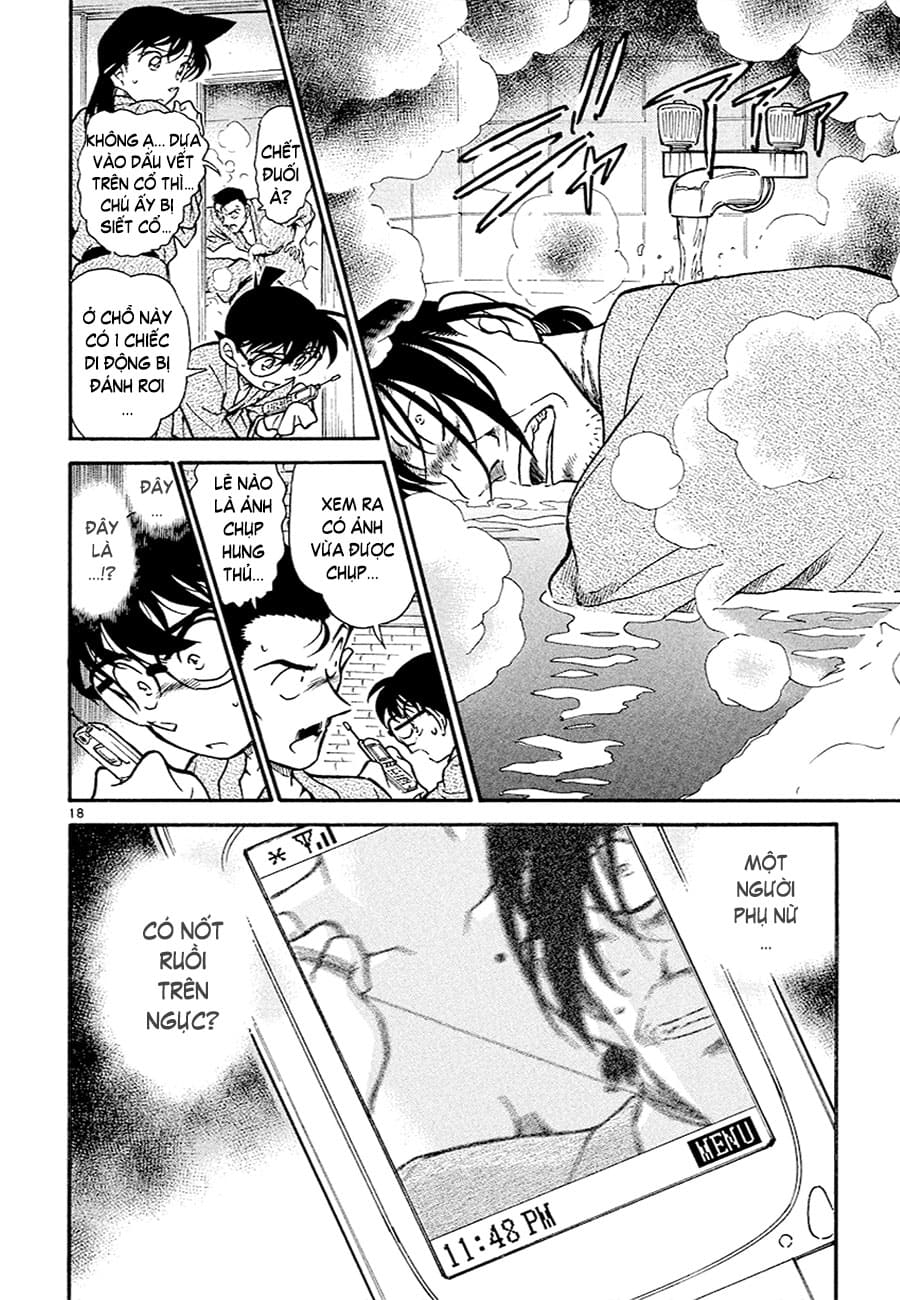 KHÔNG Ạ... DỰA
VÀO DẤU VẾT
TRÊN CỔ THÌ...
CHÚ ẤY BỊ
SIẾT CỔ...
CHẾT
ĐUỐI
À?
Ở CHỔ NÀY
CÓ 1 CHIẾC
DI ĐỘNG BỊ
ĐÁNH RƠI
...
XEM RA
CÓ ẢNH
VỪA ĐƯỢC
CHỤP...
LẼ NÀO
LÀ ẢNH
CHỤP
HUNG
THỦ...
ĐÂY
...
ĐÂY
LÀ
...!?
18
MỘT
NGƯỜI
PHỤ NỮ
...
CÓ NỐT
RUỒI
TRÊN
NGỰC?
MENU
11:48 PM